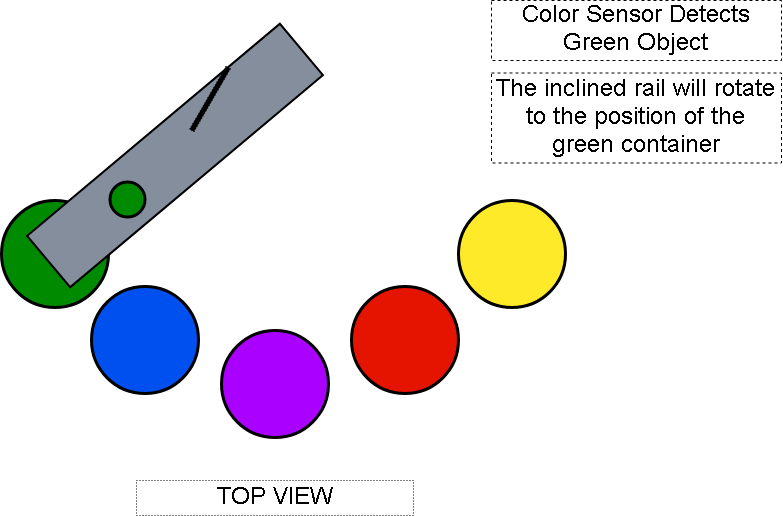 Color Sensor Detects
Green Object
The inclined rail will rotate
to the position of the
green container
TOP VIEW